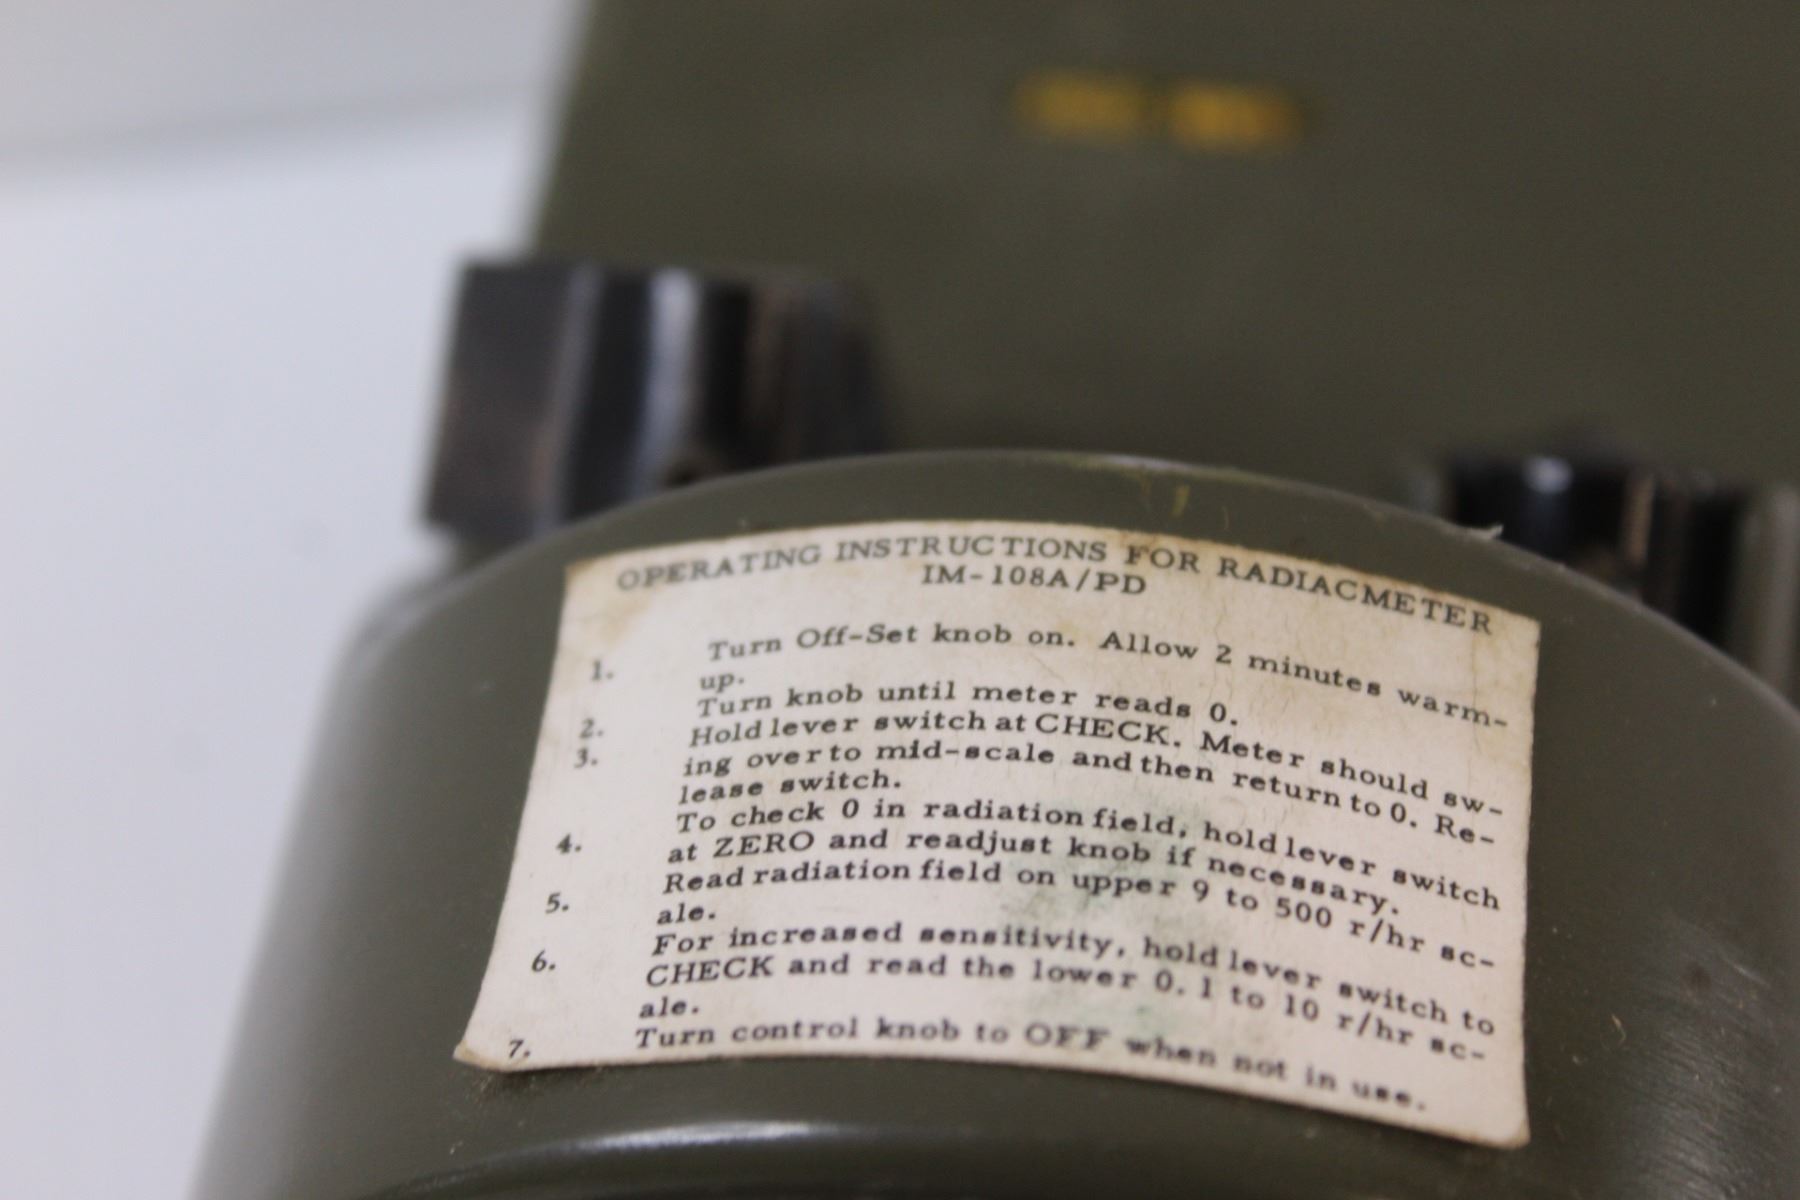 OPERATING INSTRUCTIONS FOR RADIACMETER
IM-108A/PD
1. Turn Off-Set knob on. Allow 2 minutes warm-
up.
2. Turn knob until meter reads 0.
3. Hold lever switch at CHECK. Meter should sw-
ing over to mid-scale and then return to 0. Re-
lease switch.
4. To check 0 in radiation field, hold lever switch
at ZERO and readjust knob if necessary.
5. Read radiation field on upper 9 to 500 r/hr sc-
ale.
6. For increased sensitivity, hold lever switch to
CHECK and read the lower 0.1 to 10 r/hr sc-
ale.
7. Turn control knob to OFF when not in use.